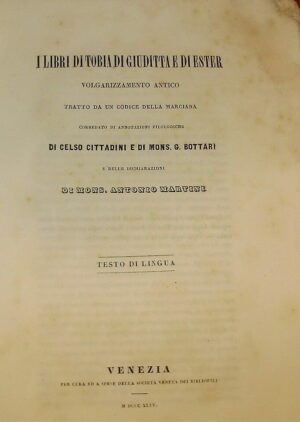 I LIBRI DI TOBIA DI GIUDITTA E DI ESTER
VOLGARIZZAMENTO ANTICO
TRATTO DA UN CODICE DELLA MARCIANA
CORREDATO DI ANNOTAZIONI FILOLOGICHE
DI CELSO CITTADINI E DI MONS. G. BOTTARI
E DELLE DICHIARAZIONI
DI MONS. ANTONIO MARTINI
TESTO DI LINGUA
VENEZIA
PER CURA ED A SPESE DELLA SOCIETÀ VENETA DEI BIBLIOFILI
M DCCC XLIV.